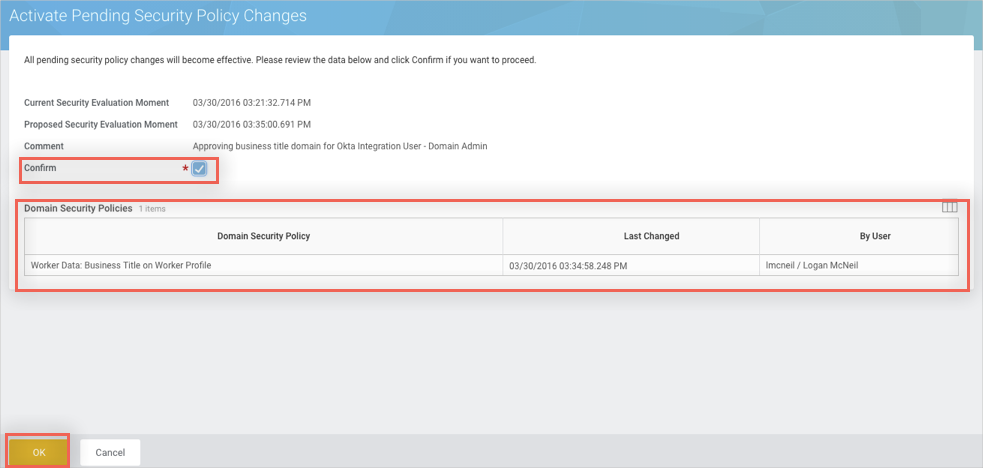 Activate Pending Security Policy Changes
All pending security policy changes will become effective. Please review the data below and click Confirm if you want to proceed.
Current Security Evaluation Moment 03/30/2016 03:21:32.714 PM
Proposed Security Evaluation Moment 03/30/2016 03:35:00.691 PM
Comment Approving business title domain for Okta Integration User - Domain Admin
Confirm *
Domain Security Policies 1 items
Domain Security Policy Last Changed By User
Worker Data: Business Title on Worker Profile 03/30/2016 03:34:58.248 PM lmcneil / Logan McNeil
OK Cancel